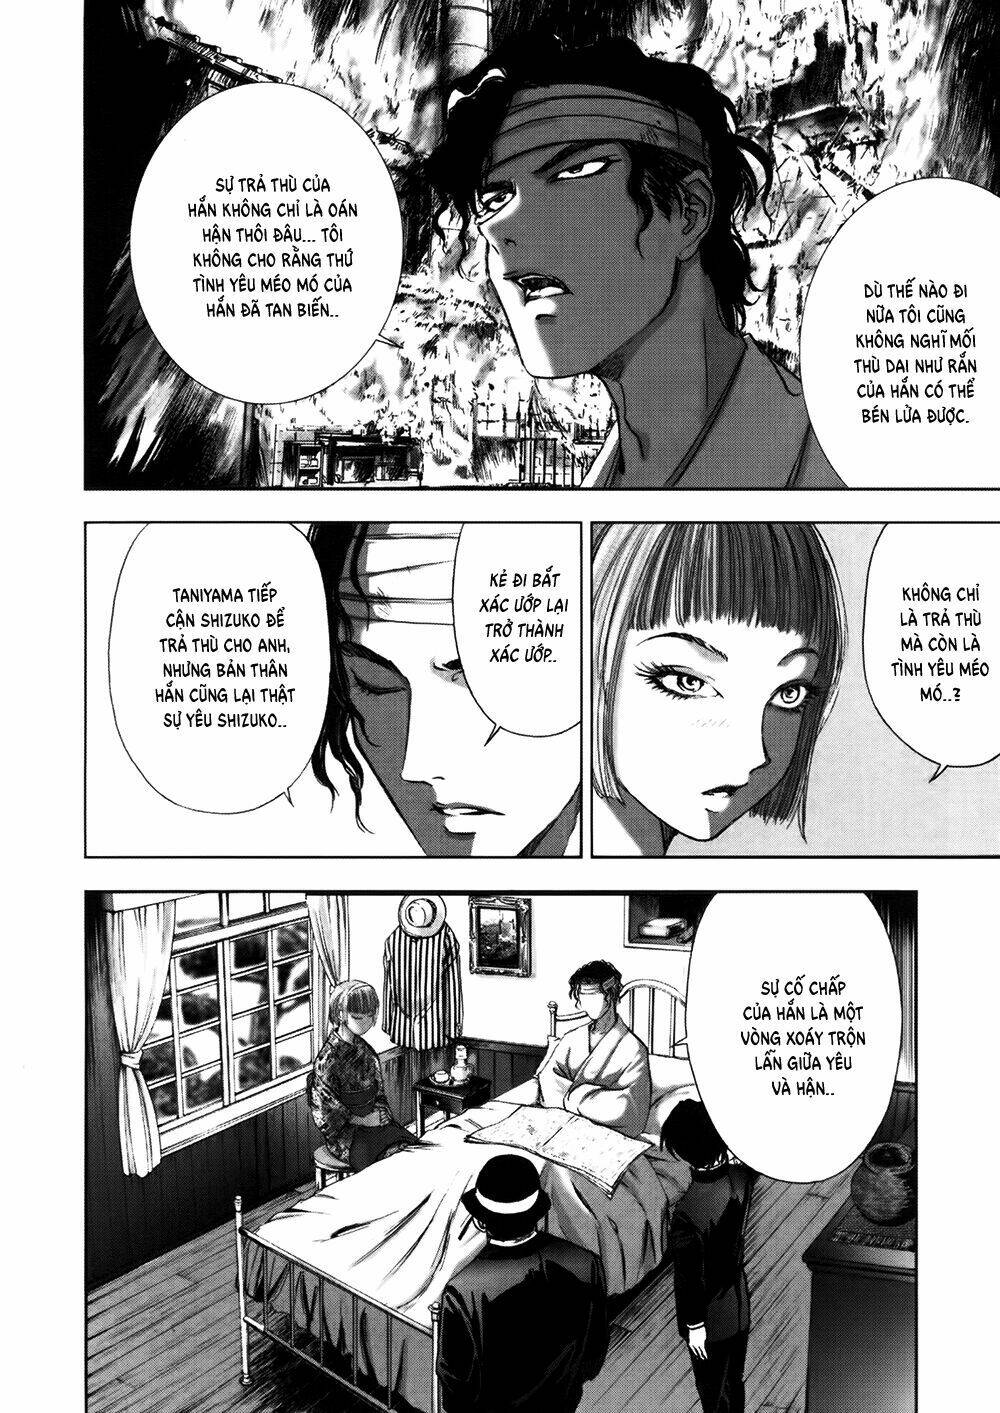 DÙ THẾ NÀO ĐI
NỮA TÔI CŨNG
KHÔNG NGHĨ MỐI
THÙ DAI NHƯ RẮN
CỦA HẮN CÓ THỂ
BÉN LỬA ĐƯỢC.
SỰ TRẢ THÙ CỦA
HẮN KHÔNG CHỈ LÀ OÁN
HẬN THÔI ĐÂU... TÔI
KHÔNG CHO RẰNG THỨ
TÌNH YÊU MÉO MÓ CỦA
HẮN ĐÃ TAN BIẾN..
KHÔNG CHỈ
LÀ TRẢ THÙ
MÀ CÒN LÀ
TÌNH YÊU MÉO
MÓ..?
KẺ ĐI BẮT
XÁC ƯỚP LẠI
TRỞ THÀNH
XÁC ƯỚP..
TANIYAMA TIẾP
CẬN SHIZUKO ĐỂ
TRẢ THÙ CHO ANH,
NHƯNG BẢN THÂN
HẮN CŨNG LẠI THẬT
SỰ YÊU SHIZUKO..
SỰ CỐ CHẤP
CỦA HẮN LÀ MỘT
VÒNG XOÁY TRỘN
LẪN GIỮA YÊU
VÀ HẬN..